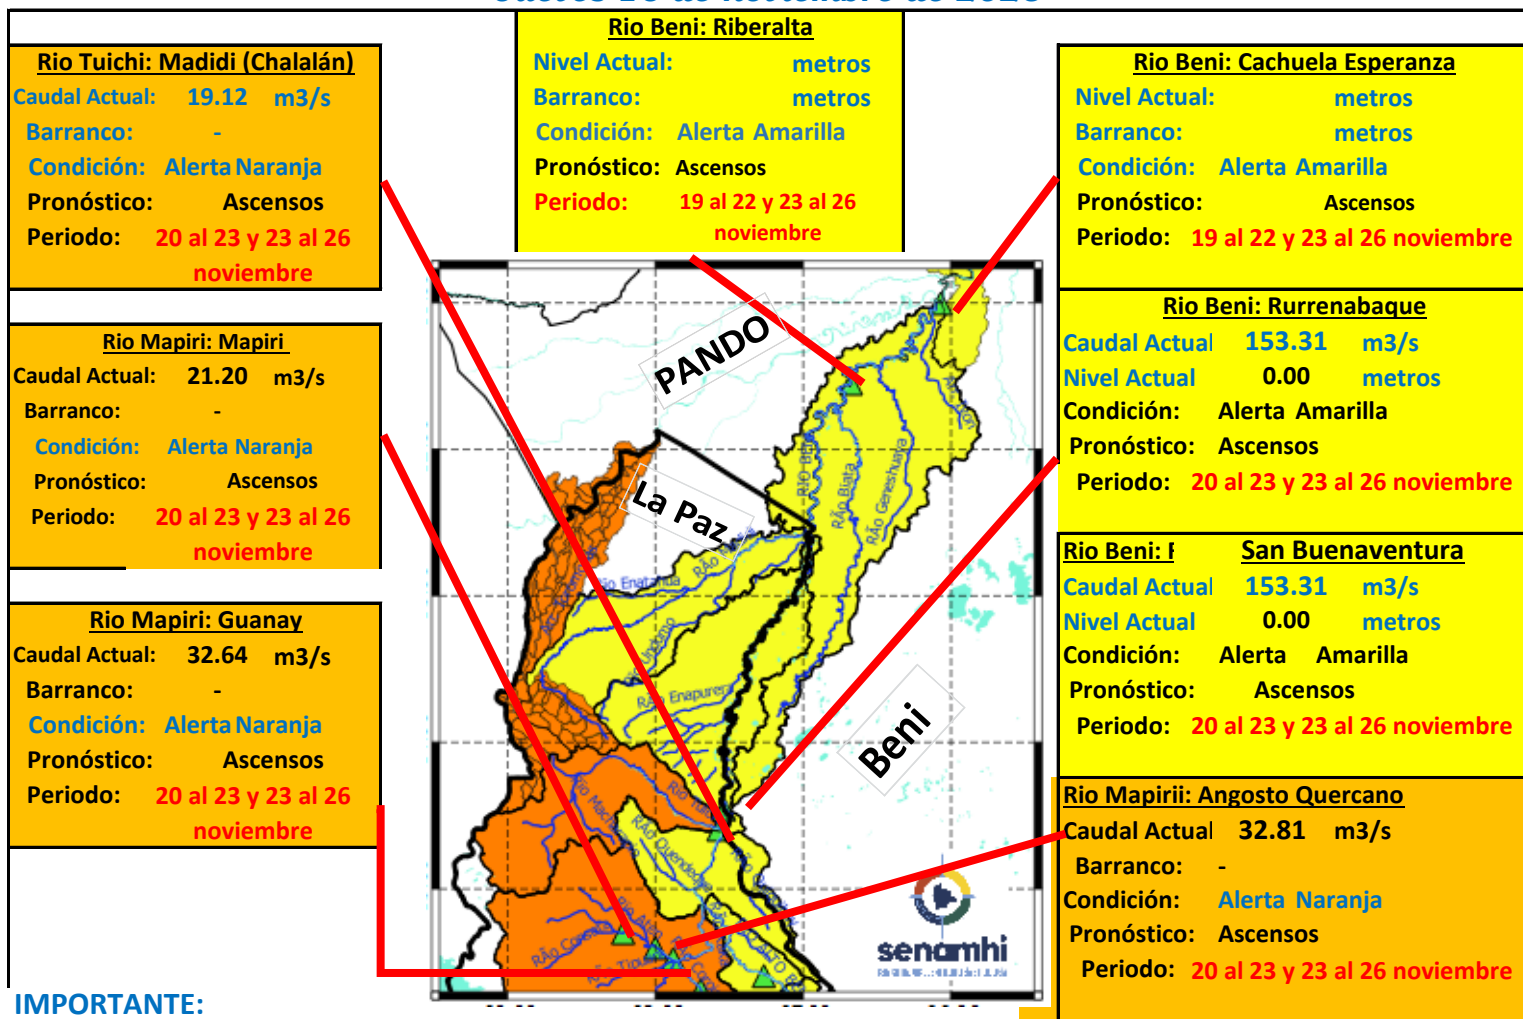 Rio Tuichi: Madidi (Chalalán)
Caudal Actual: 19.12 m3/s
Barranco: -
Condición: Alerta Naranja
Pronóstico: Ascensos
Periodo: 20 al 23 y 23 al 26
noviembre
Rio Mapiri: Mapiri
Caudal Actual: 21.20 m3/s
Barranco: -
Condición: Alerta Naranja
Pronóstico: Ascensos
Periodo: 20 al 23 y 23 al 26
noviembre
Rio Mapiri: Guanay
Caudal Actual: 32.64 m3/s
Barranco: -
Condición: Alerta Naranja
Pronóstico: Ascensos
Periodo: 20 al 23 y 23 al 26
noviembre
Rio Beni: Riberalta
Nivel Actual: metros
Barranco: metros
Condición: Alerta Amarilla
Pronóstico: Ascensos
Periodo: 19 al 22 y 23 al 26
noviembre
PANDO
La Paz
Beni
RIO BENI
RÃo Biata
RÃo Geneshuaya
RÃo Enapurera
senamhi
Rio Beni: Cachuela Esperanza
Nivel Actual: metros
Barranco: metros
Condición: Alerta Amarilla
Pronóstico: Ascensos
Periodo: 19 al 22 y 23 al 26 noviembre
Rio Beni: Rurrenabaque
Caudal Actual 153.31 m3/s
Nivel Actual 0.00 metros
Condición: Alerta Amarilla
Pronóstico: Ascensos
Periodo: 20 al 23 y 23 al 26 noviembre
Rio Beni: San Buenaventura
Caudal Actual 153.31 m3/s
Nivel Actual 0.00 metros
Condición: Alerta Amarilla
Pronóstico: Ascensos
Periodo: 20 al 23 y 23 al 26 noviembre
Rio Mapirii: Angosto Quercano
Caudal Actual 32.81 m3/s
Barranco: -
Condición: Alerta Naranja
Pronóstico: Ascensos
Periodo: 20 al 23 y 23 al 26 noviembre
IMPORTANTE: